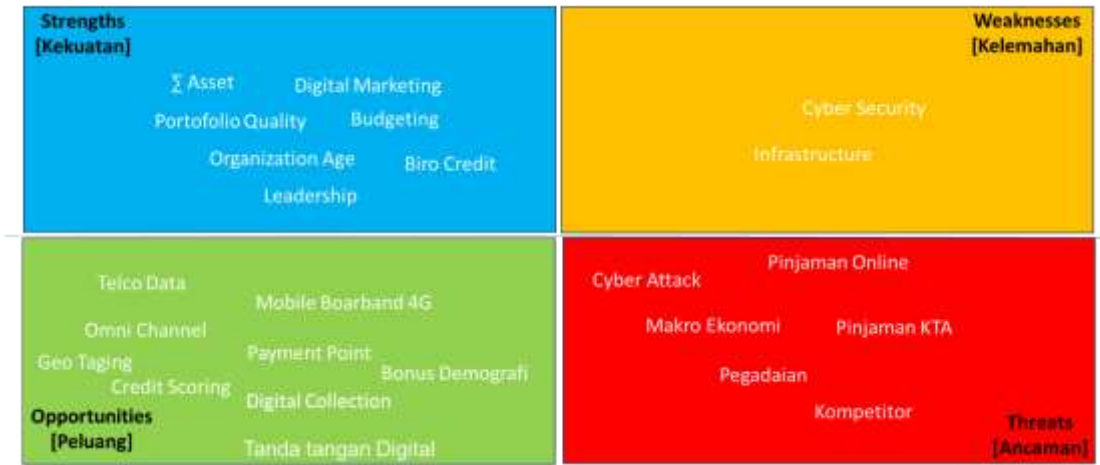 Strengths
[Kekuatan]
∑ Asset
Digital Marketing
Portofolio Quality
Budgeting
Organization Age
Biro Credit
Leadership
Weaknesses
[Kelemahan]
Cyber Security
Infrastructure
Telco Data
Mobile Boarband 4G
Omni Channel
Payment Point
Geo Taging
Bonus Demografi
Credit Scoring
Digital Collection
Opportunities
[Peluang]
Tanda tangan Digital
Pinjaman Online
Cyber Attack
Makro Ekonomi
Pinjaman KTA
Pegadaian
Kompetitor
Threats
[Ancaman]